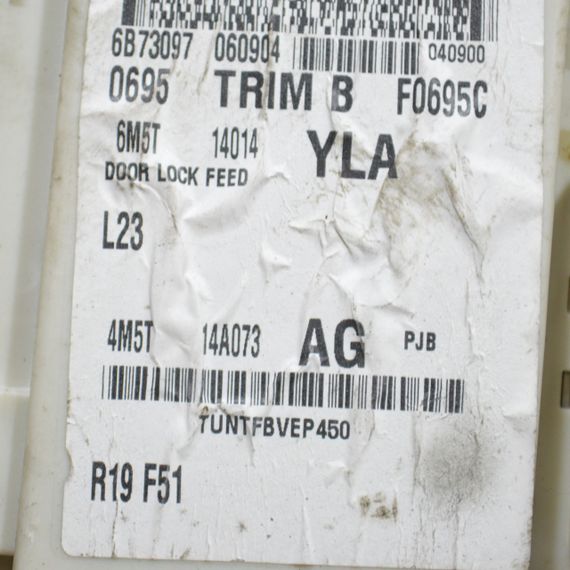 6B73097 060904 040900
0695 TRIM B F0695C
6M5T 14014 YLA
DOOR LOCK FEED
L23
4M5T 14A073 AG PJB
TUNTFBVEP450
R19 F51